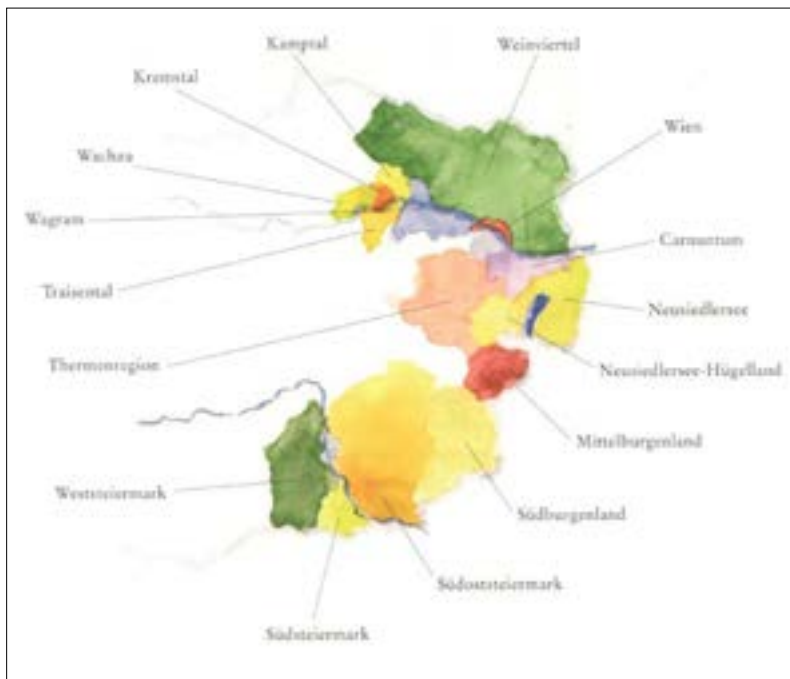 Kamptal
Weinviertel
Kremstal
Wien
Wachau
Wagram
Carnuntum
Traisental
Neusiedlersee
Thermenregion
Neusiedlersee-Hügelland
Mittelburgenland
Weststeiermark
Südburgenland
Südoststeiermark
Südsteiermark